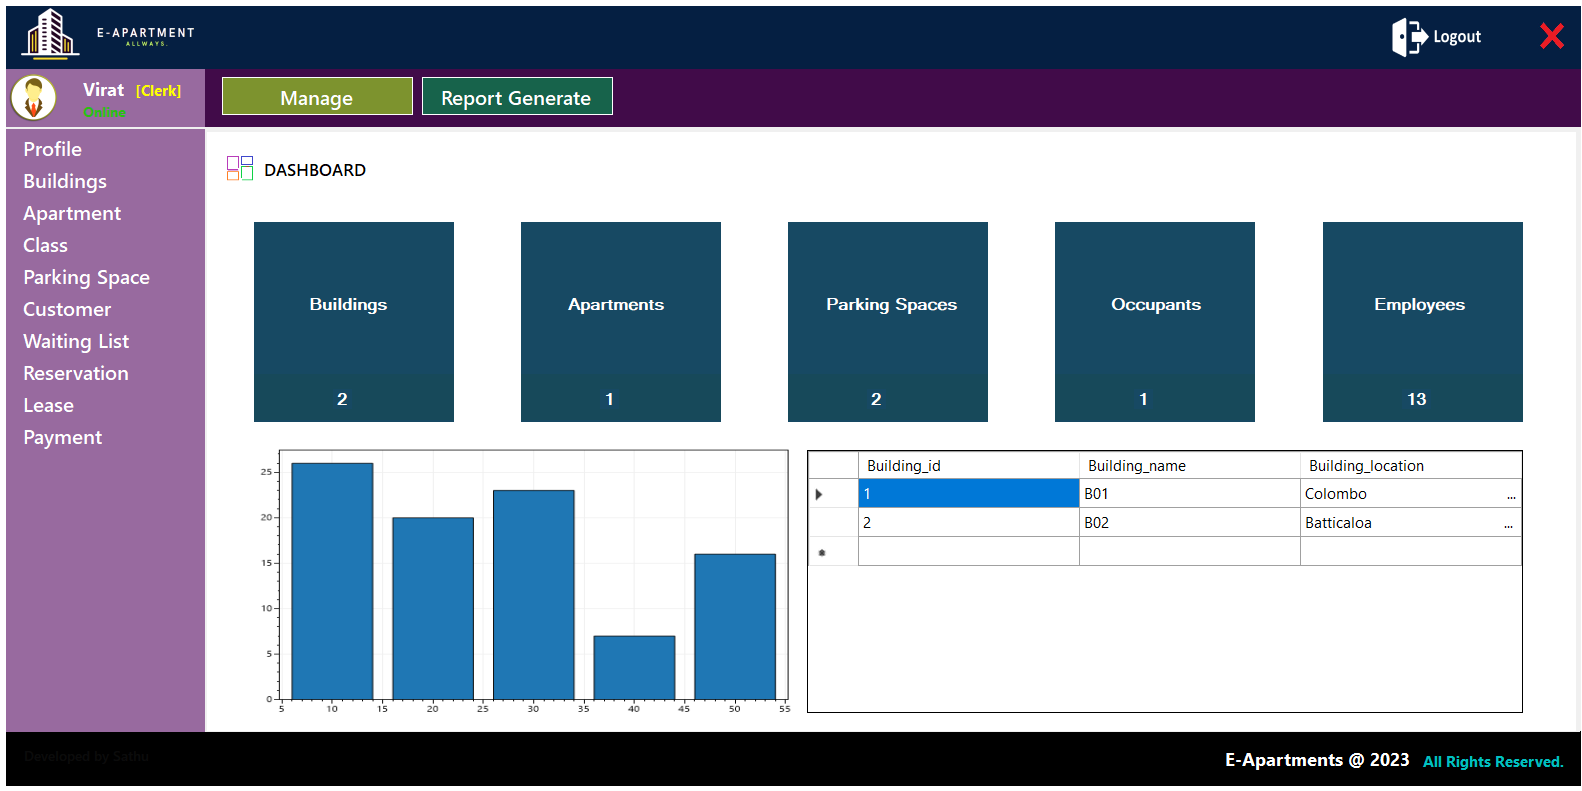 E-APARTMENT
ALLWAYS.
Logout
Virat [Clerk]
Online
Manage
Report Generate
Profile
Buildings
Apartment
Class
Parking Space
Customer
Waiting List
Reservation
Lease
Payment
DASHBOARD
Buildings
2
Apartments
1
Parking Spaces
2
Occupants
1
Employees
13
25
20
15
10
5
0
5 10 15 20 25 30 35 40 45 50 55
Building_id Building_name Building_location
1 B01 Colombo ...
2 B02 Batticaloa ...
Developed by Sathu
E-Apartments @ 2023 All Rights Reserved.